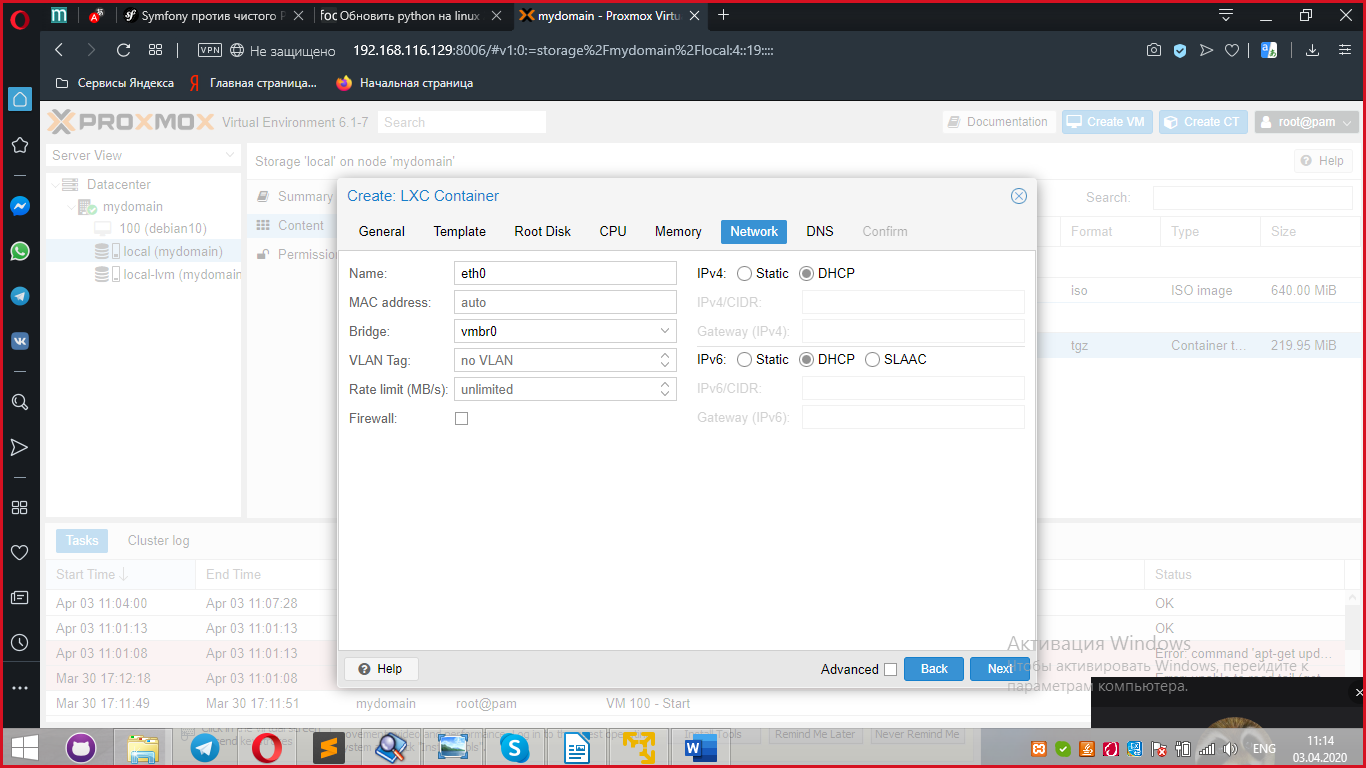 Symfony против чистого P
Обновить python на linux
mydomain - Proxmox Virtu
VPN Не защищено 192.168.116.129:8006/#v1:0:=storage%2Fmydomain%2Flocal:4::19::::
Сервисы Яндекса Главная страница... Начальная страница
PROXMOX Virtual Environment 6.1-7 Search Documentation Create VM Create CT root@pam
Server View
Storage 'local' on node 'mydomain' Help
Datacenter
mydomain
100 (debian10)
local (mydomain)
local-lvm (mydomain
Summary
Content
Permission
Search:
Format Type Size
iso ISO image 640.00 MiB
tgz Container t... 219.95 MiB
Create: LXC Container
General Template Root Disk CPU Memory Network DNS Confirm
Name: eth0
MAC address: auto
Bridge: vmbr0
VLAN Tag: no VLAN
Rate limit (MB/s): unlimited
Firewall:
IPv4: Static DHCP
IPv4/CIDR:
Gateway (IPv4):
IPv6: Static DHCP SLAAC
IPv6/CIDR:
Gateway (IPv6):
Help Advanced Back Next
Tasks Cluster log
Start Time End Time Status
Apr 03 11:04:00 Apr 03 11:07:28 OK
Apr 03 11:01:13 Apr 03 11:01:13 OK
Apr 03 11:01:08 Apr 03 11:01:13 Error: command 'apt-get upd...
Mar 30 17:12:18 Apr 03 11:01:08
Mar 30 17:11:49 Mar 30 17:11:51 mydomain root@pam VM 100 - Start
Активация Windows
Чтобы активировать Windows, перейдите к
параметрам компьютера.
Remind Me Later Never Remind Me
ENG 11:14
03.04.2020